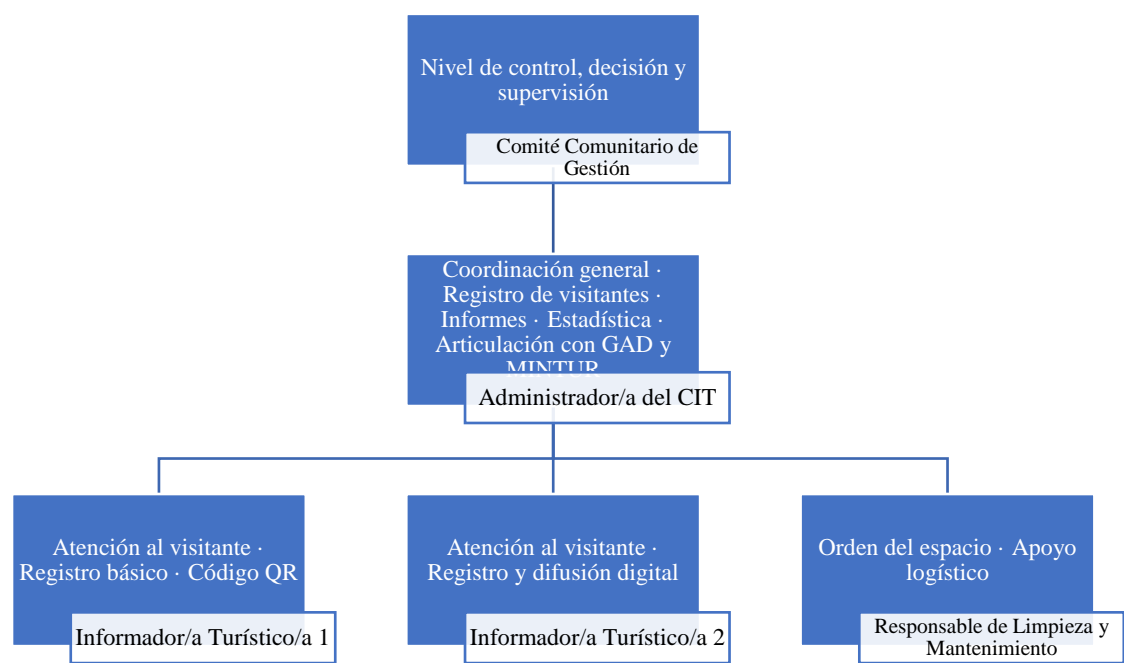 Nivel de control, decisión y
supervisión
Comité Comunitario de
Gestión
Coordinación general ·
Registro de visitantes ·
Informes · Estadística ·
Articulación con GAD y
MINTUR
Administrador/a del CIT
Atención al visitante ·
Registro básico · Código QR
Informador/a Turístico/a 1
Atención al visitante ·
Registro y difusión digital
Informador/a Turístico/a 2
Orden del espacio · Apoyo
logístico
Responsable de Limpieza y
Mantenimiento